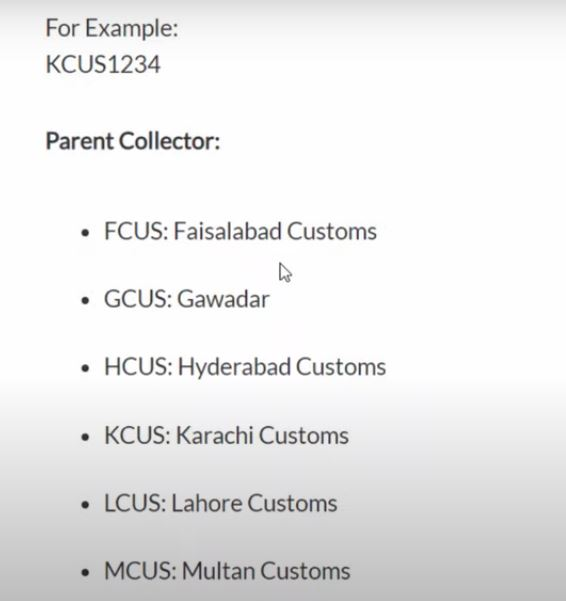 For Example:
KCUS1234
Parent Collector:
• FCUS: Faisalabad Customs
• GCUS: Gawadar
• HCUS: Hyderabad Customs
• KCUS: Karachi Customs
• LCUS: Lahore Customs
• MCUS: Multan Customs